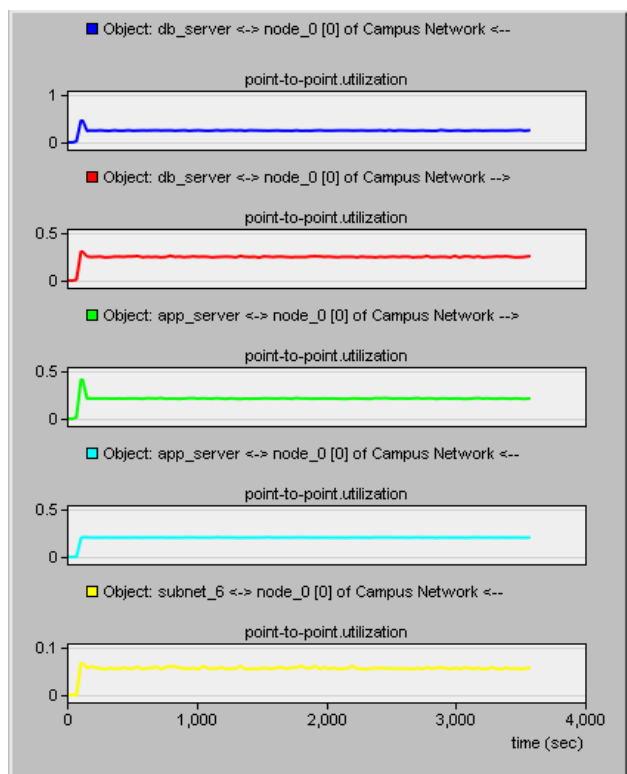 Object: db_server <-> node_0 [0] of Campus Network <--
point-to-point.utilization
1
0
Object: db_server <-> node_0 [0] of Campus Network -->
point-to-point.utilization
0.5
0
Object: app_server <-> node_0 [0] of Campus Network -->
point-to-point.utilization
0.5
0
Object: app_server <-> node_0 [0] of Campus Network <--
point-to-point.utilization
0.5
0
Object: subnet_6 <-> node_0 [0] of Campus Network <--
point-to-point.utilization
0.1
0
0 1,000 2,000 3,000 4,000
time (sec)